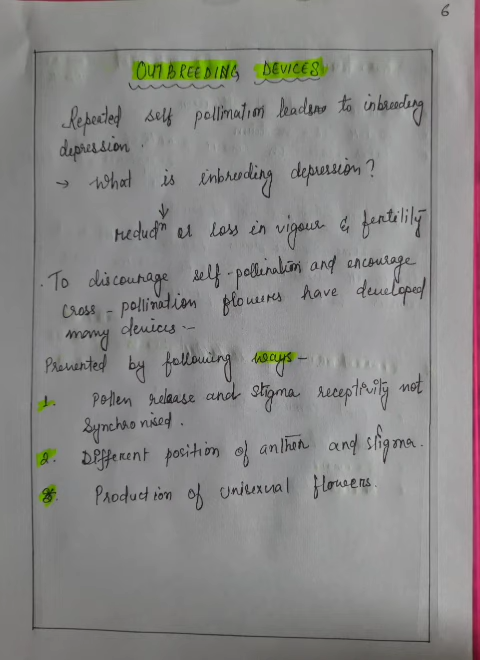 6
OUTBREEDING DEVICES
Repeated self pollination leads to inbreeding
depression.
→ What is inbreeding depression?
reducⁿ or loss in vigour & fertility
. To discourage self-pollination and encourage
cross-pollination flowers have developed
many devices :-
Prevented by following ways -
1. Pollen release and stigma receptivity not
synchronised.
2. Different position of anther and stigma.
3. Production of unisexual flowers.